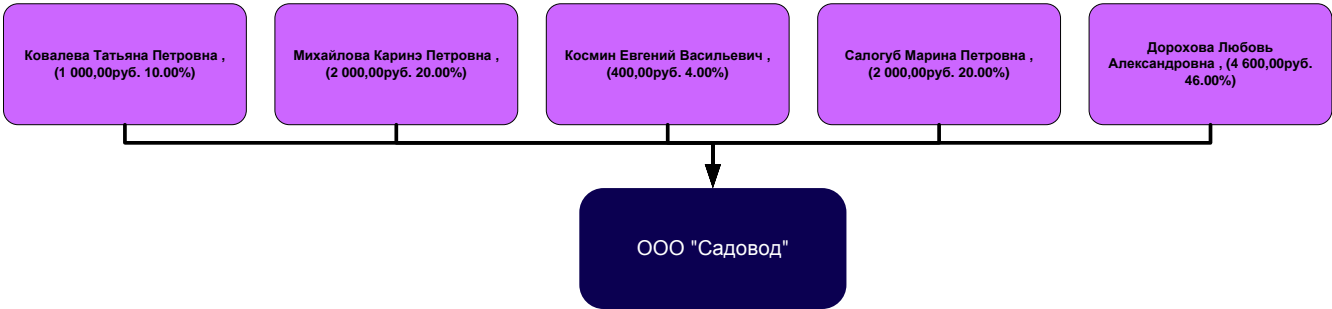 Ковалева Татьяна Петровна ,
(1 000,00руб. 10.00%)
Михайлова Каринэ Петровна ,
(2 000,00руб. 20.00%)
Космин Евгений Васильевич ,
(400,00руб. 4.00%)
Салогуб Марина Петровна ,
(2 000,00руб. 20.00%)
Дорохова Любовь
Александровна , (4 600,00руб.
46.00%)
ООО "Садовод"